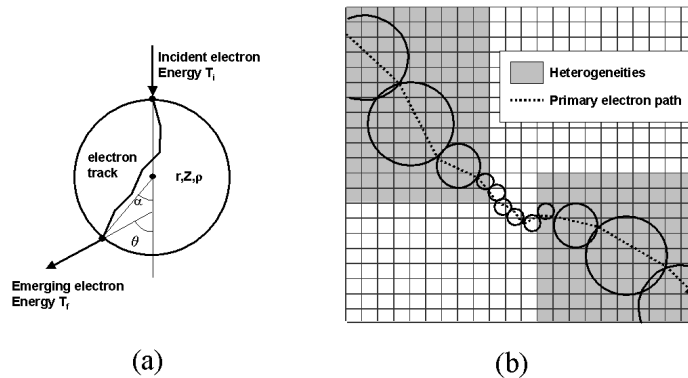 Incident electron
Energy Ti
electron
track
r,Z,ρ
α
θ
Emerging electron
Energy Tf
(a)
Heterogeneities
Primary electron path
(b)